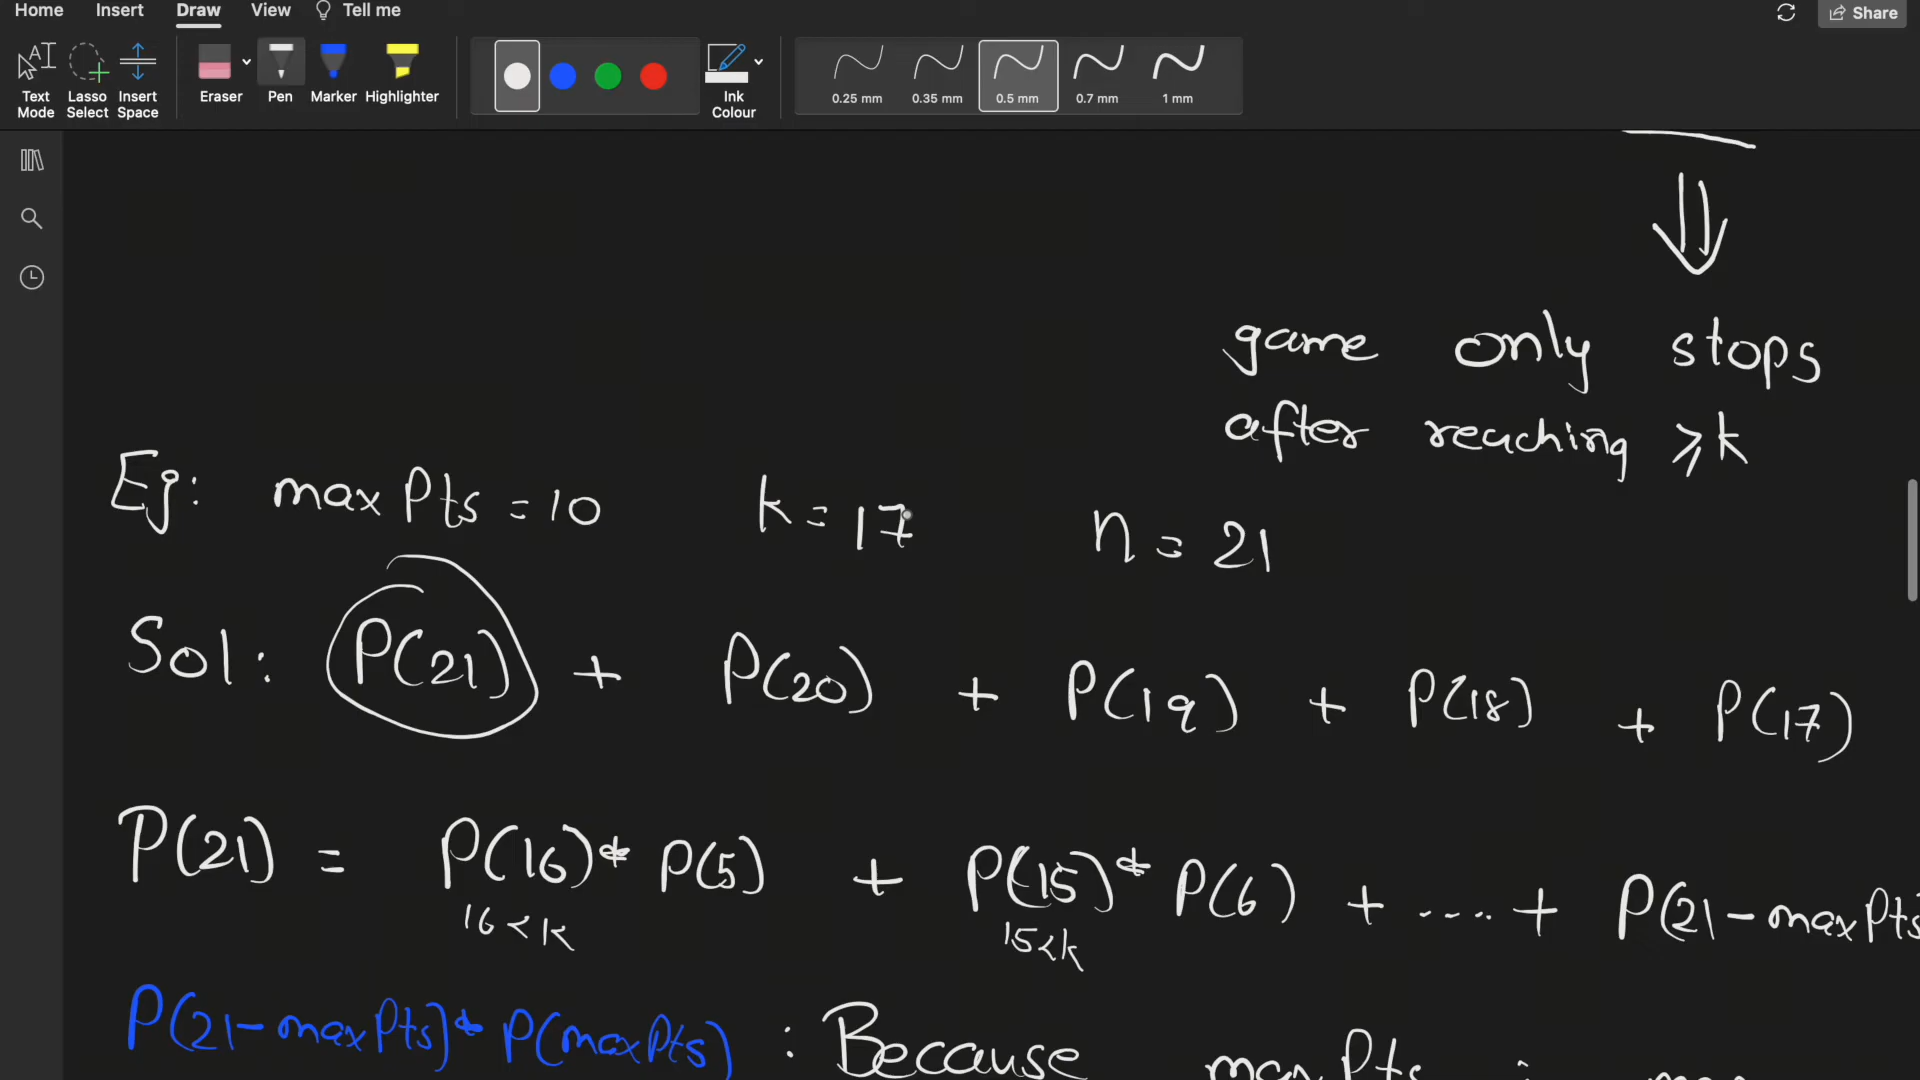 Home Insert Draw View Tell me Share
Text Mode
Lasso Select
Insert Space
Eraser
Pen
Marker
Highlighter
Ink Colour
0.25 mm
0.35 mm
0.5 mm
0.7 mm
1 mm
game only stops
after reaching ⩾k
Eg: max Pts = 10 k = 17 n = 21
Sol: P(21) + P(20) + P(19) + P(18) + P(17)
P(21) = P(16) * P(5) + P(15) * P(6) + .... + P(21 - max Pts
16 < k 15 < k
P(21 - max Pts) * P(max Pts) : Because max Pts